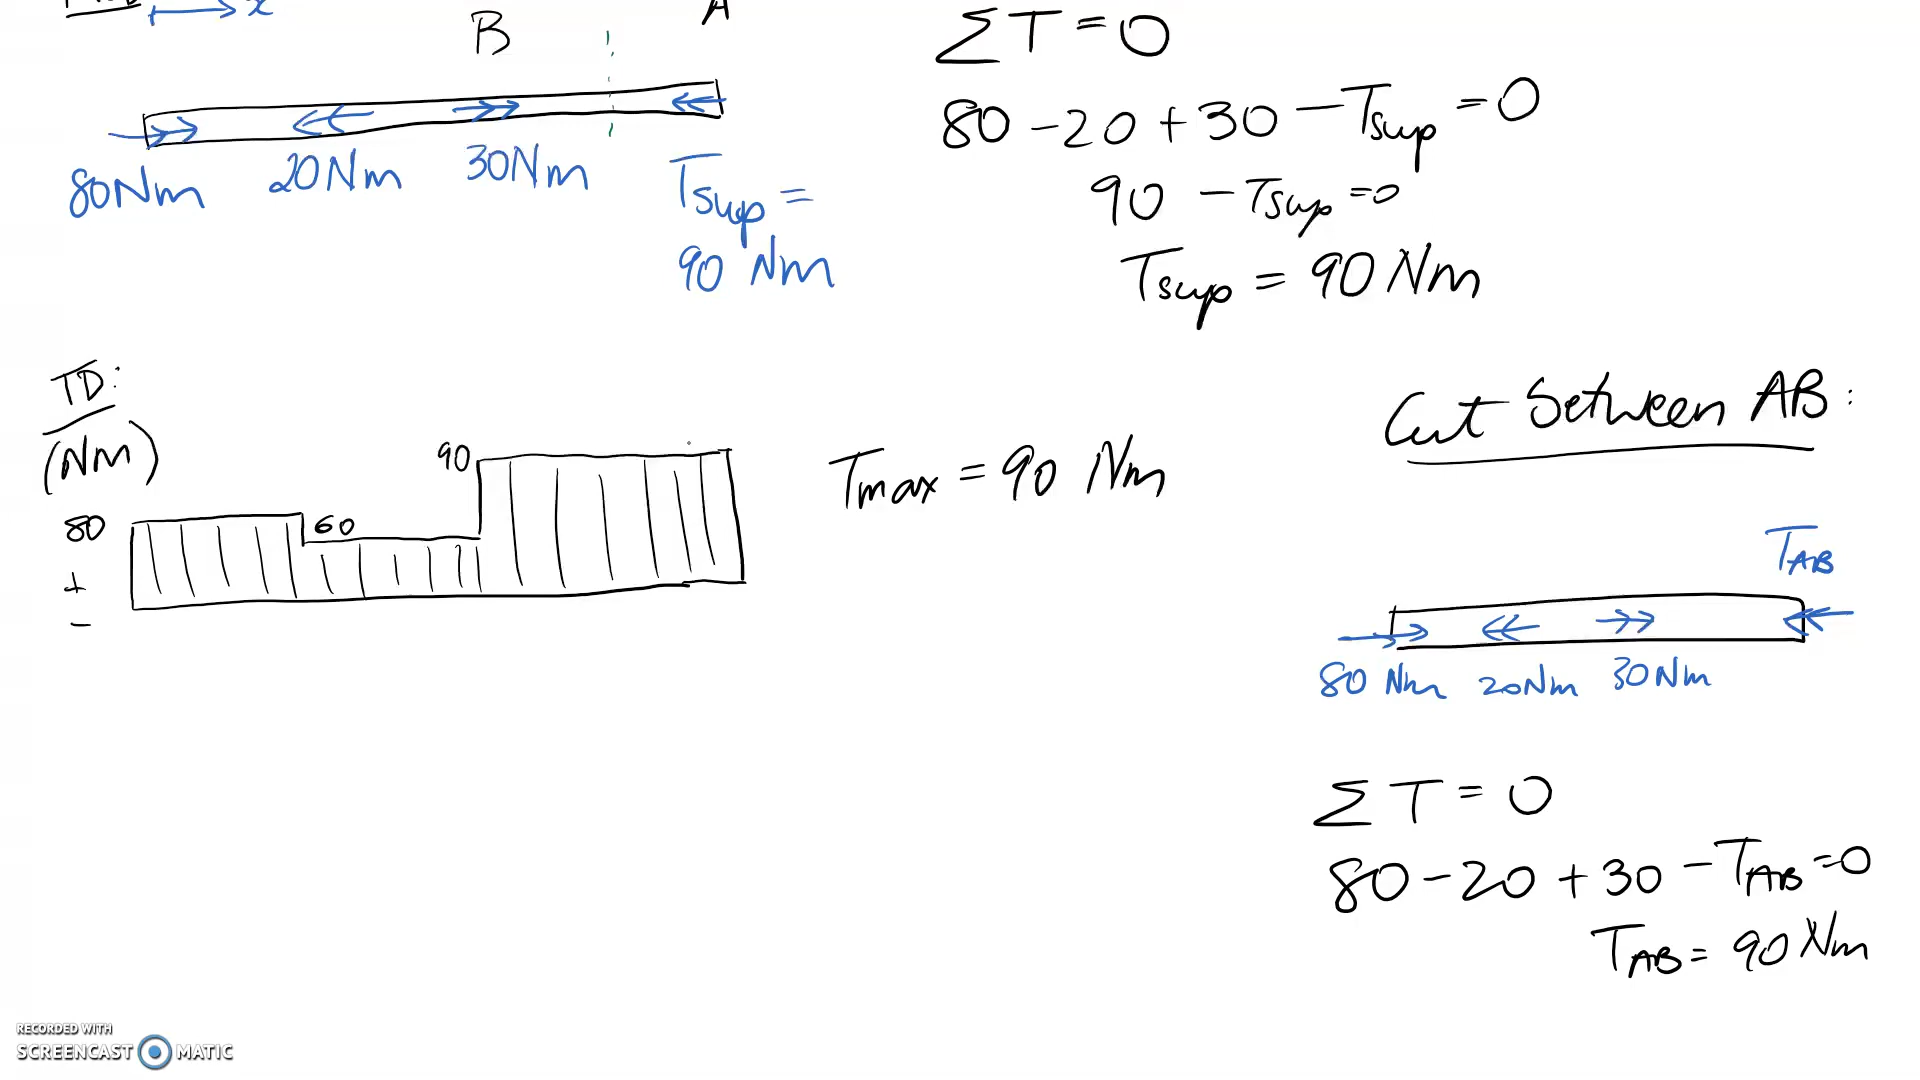 x
B
A
80Nm
20Nm
30Nm
Tsup =
90 Nm
ΣT = 0
80 - 20 + 30 - Tsup = 0
90 - Tsup = 0
Tsup = 90 Nm
TD:
(Nm)
80
60
90
+
-
Tmax = 90 Nm
Cut between AB:
TAB
80 Nm
20Nm
30Nm
ΣT = 0
80 - 20 + 30 - TAB = 0
TAB = 90 Nm
RECORDED WITH
SCREENCAST MATIC